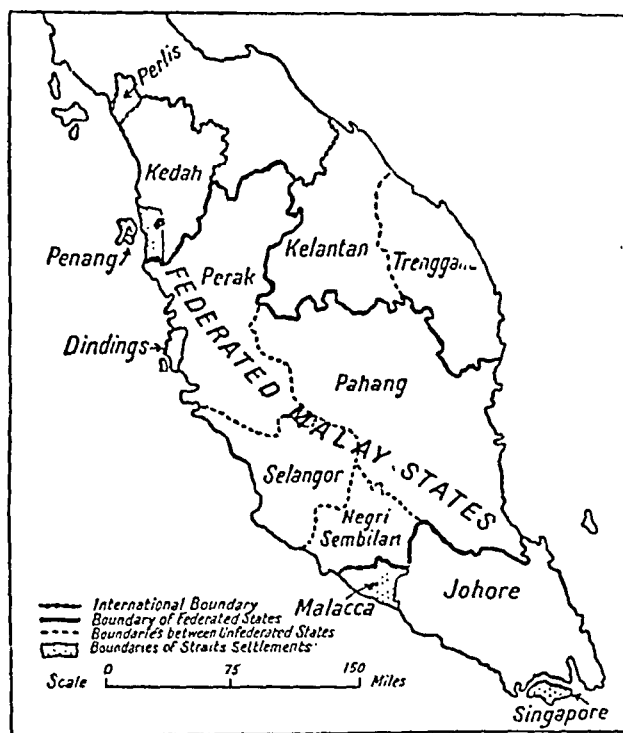 Perlis
Kedah
Penang
Perak
Kelantan
Dindings
Pahang
FEDERATED MALAY STATES
Selangor
Negri
Sembilan
Malacca
Johore
Singapore
International Boundary
Boundary of Federated States
Boundaries between Unfederated States
Boundaries of Straits Settlements
Scale 0 75 150 Miles